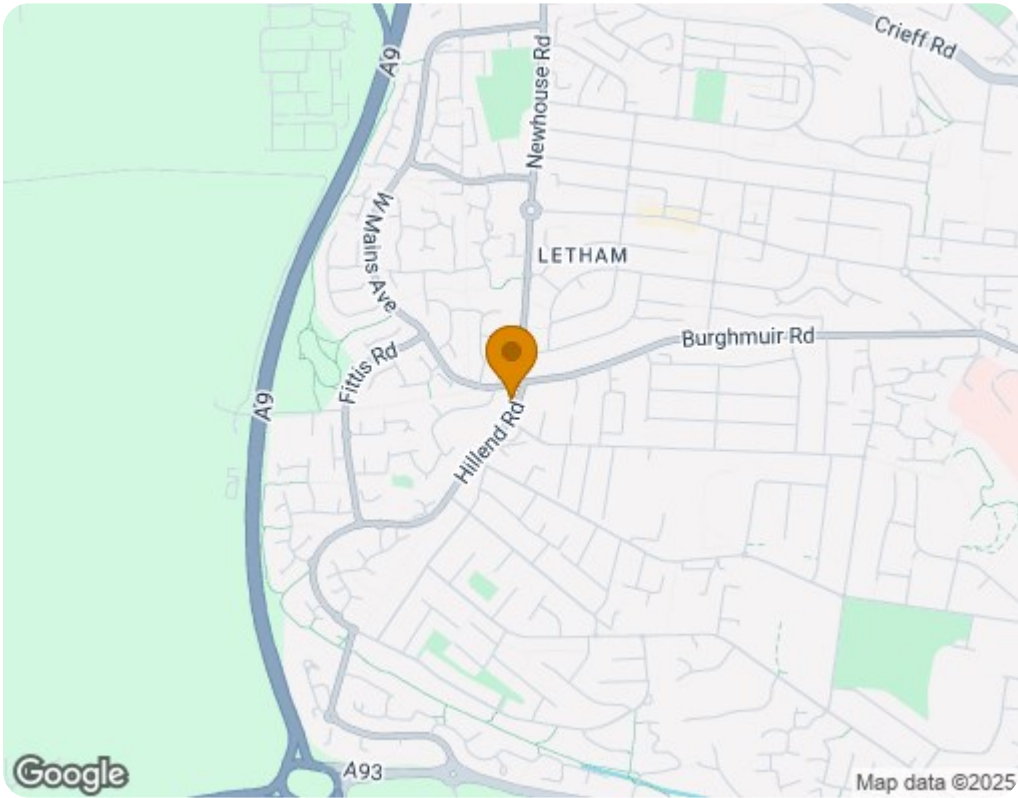 Crieff Rd
A9
Newhouse Rd
W Mains Ave
LETHAM
Burghmuir Rd
Fittis Rd
A9
Hillend Rd
A93
Google
Map data ©2025